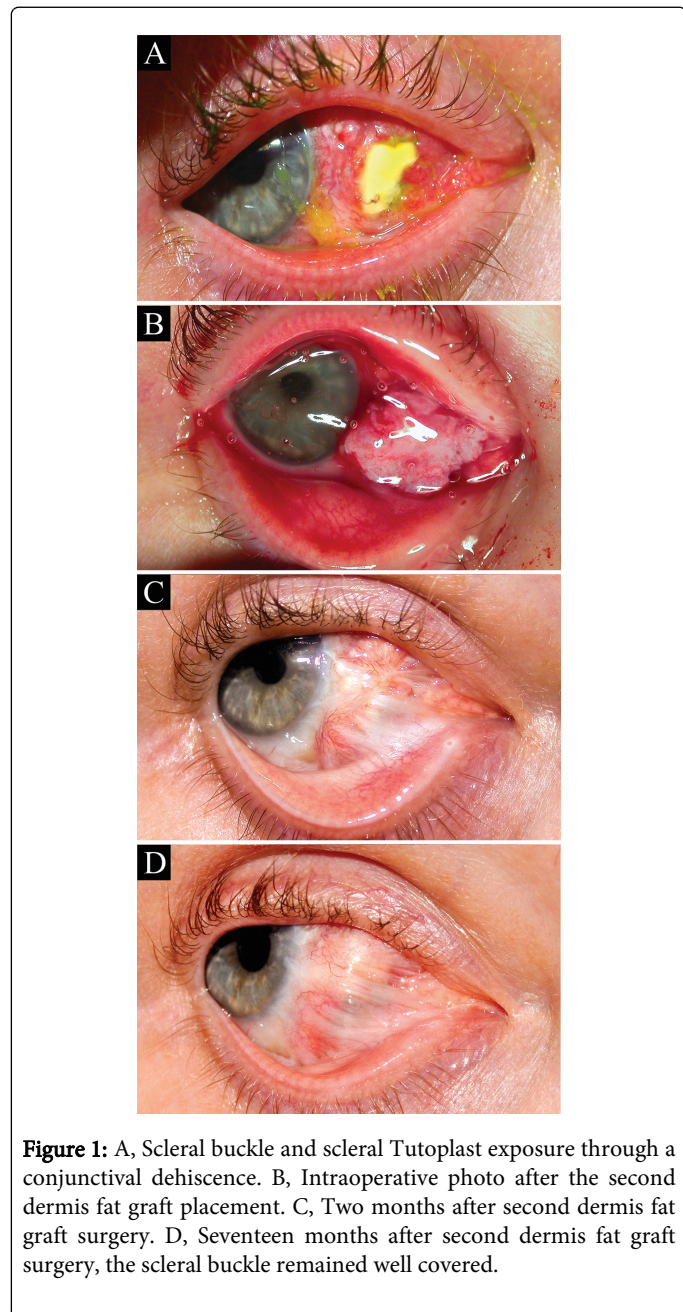 A
B
C
D
Figure 1: A, Scleral buckle and scleral Tutoplast exposure through a
conjunctival dehiscence. B, Intraoperative photo after the second
dermis fat graft placement. C, Two months after second dermis fat
graft surgery. D, Seventeen months after second dermis fat graft
surgery, the scleral buckle remained well covered.